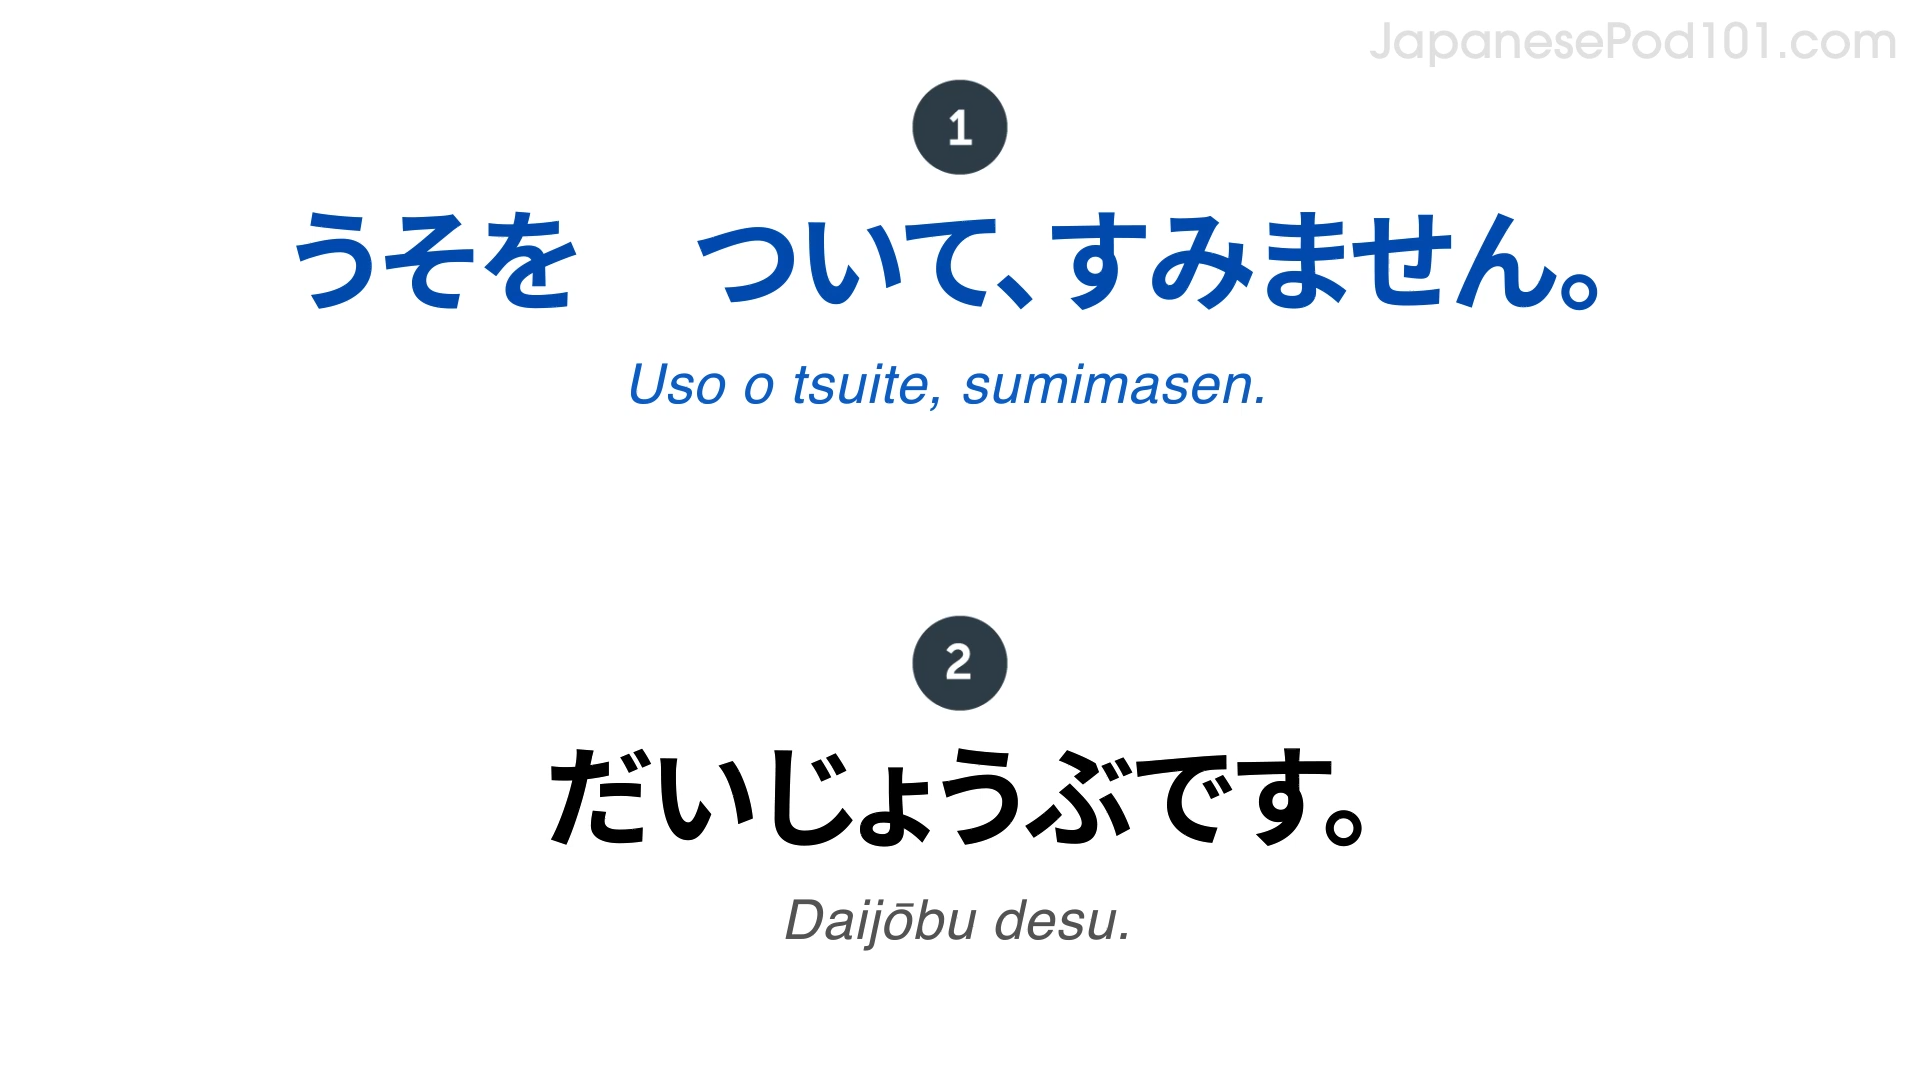 JapanesePod101.com
1
うそを　ついて、すみません。
Uso o tsuite, sumimasen.
2
だいじょうぶです。
Daijōbu desu.